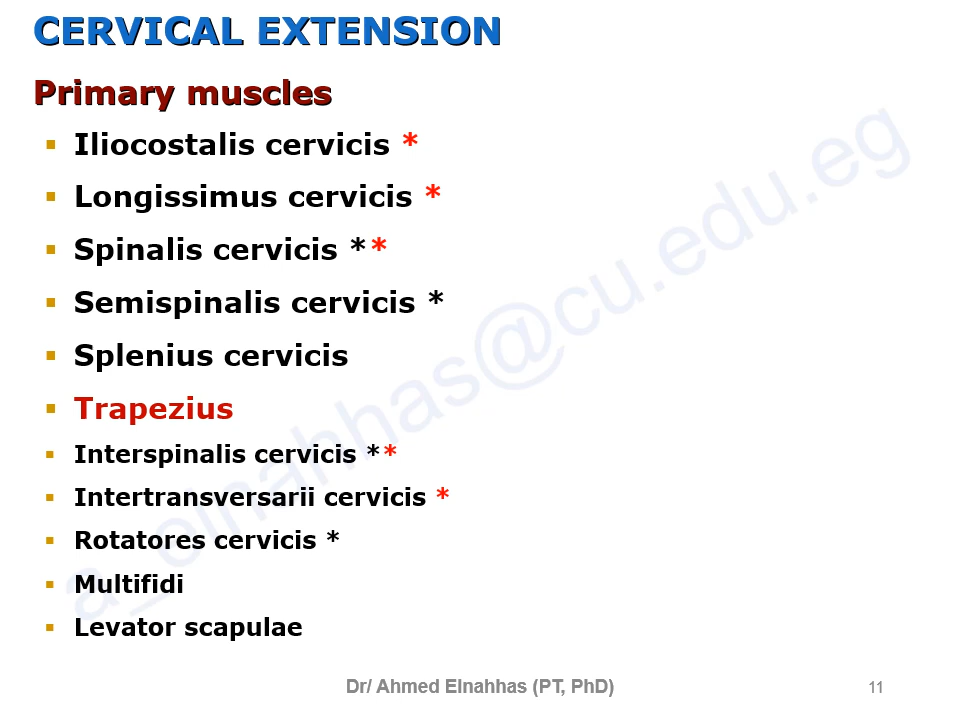 CERVICAL EXTENSION
Primary muscles
▪ Iliocostalis cervicis *
▪ Longissimus cervicis *
▪ Spinalis cervicis **
▪ Semispinalis cervicis *
▪ Splenius cervicis
▪ Trapezius
▪ Interspinalis cervicis **
▪ Intertransversarii cervicis *
▪ Rotatores cervicis *
▪ Multifidi
▪ Levator scapulae
a_elnahhas@cu.edu.eg
Dr/ Ahmed Elnahhas (PT, PhD)
11